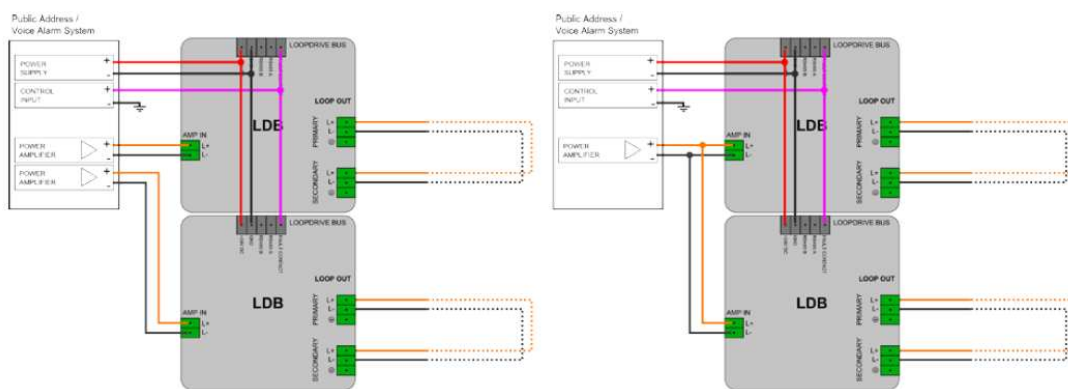 Public Address /
Voice Alarm System
POWER
SUPPLY
+
-
CONTROL
INPUT
+
-
POWER
AMPLIFIER
+
-
POWER
AMPLIFIER
+
-
LOOPDRIVE BUS
LOOP OUT
LDB
AMP IN
L+
L-
PRIMARY
L+
L-
SECONDARY
L+
L-
LOOPDRIVE BUS
LOOP OUT
LDB
AMP IN
L+
L-
PRIMARY
L+
L-
SECONDARY
L+
L-
Public Address /
Voice Alarm System
POWER
SUPPLY
+
-
CONTROL
INPUT
+
-
POWER
AMPLIFIER
+
-
LOOPDRIVE BUS
LOOP OUT
LDB
AMP IN
L+
L-
PRIMARY
L+
L-
SECONDARY
L+
L-
LOOPDRIVE BUS
LOOP OUT
LDB
AMP IN
L+
L-
PRIMARY
L+
L-
SECONDARY
L+
L-